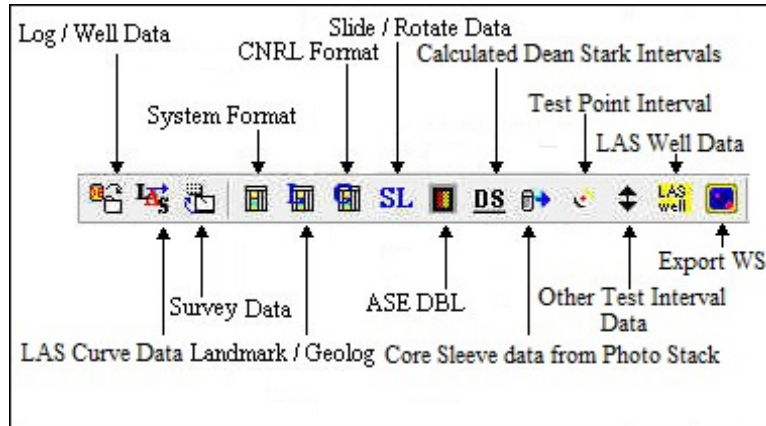 Slide / Rotate Data
Log / Well Data
CNRL Format
Calculated Dean Stark Intervals
System Format
Test Point Interval
LAS Well Data
LAS
SL
DS
LAS
well
Export WS
Survey Data
ASE DBL
Other Test Interval
Data
LAS Curve Data
Landmark / Geolog
Core Sleeve data from Photo Stack